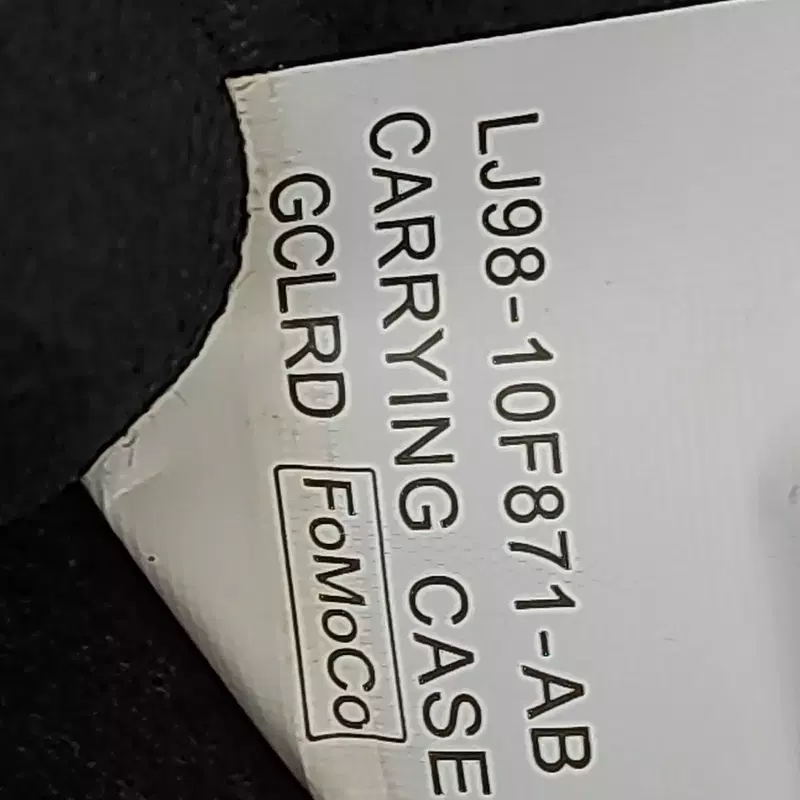 LJ98-10F871-AB
CARRYING CASE
GCLRD FoMoCo